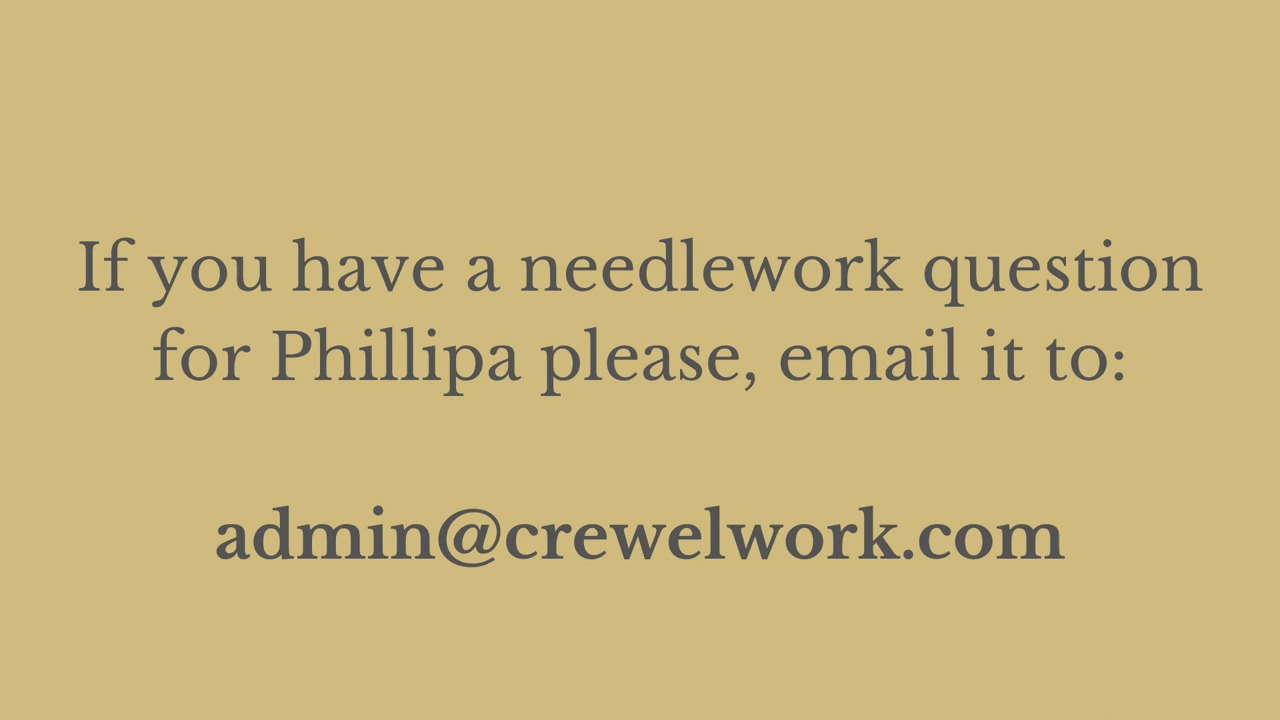 If you have a needlework question
for Phillipa please, email it to:
admin@crewelwork.com